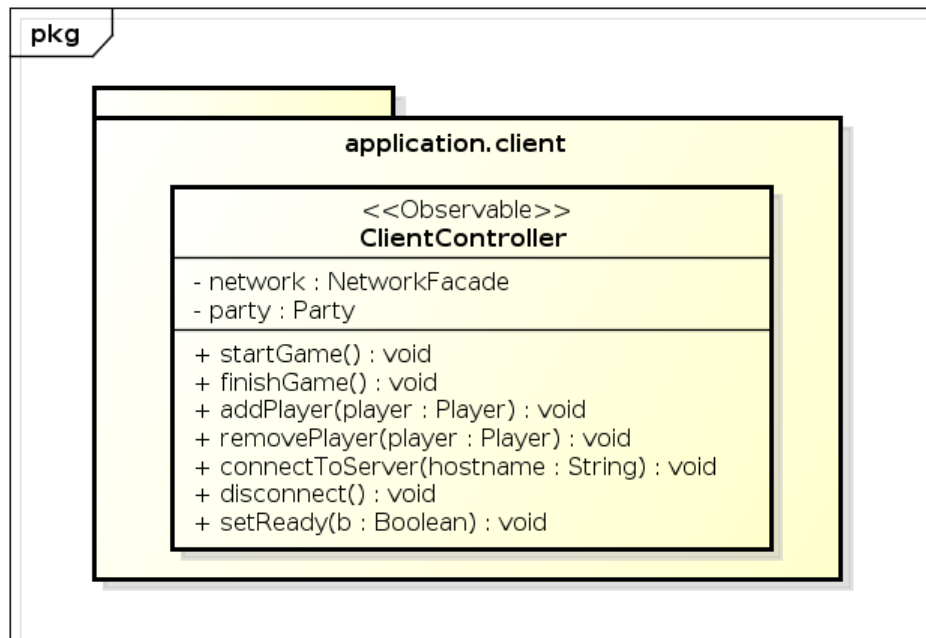 pkg
application.client
<<Observable>>
ClientController
- network : NetworkFacade
- party : Party
+ startGame() : void
+ finishGame() : void
+ addPlayer(player : Player) : void
+ removePlayer(player : Player) : void
+ connectToServer(hostname : String) : void
+ disconnect() : void
+ setReady(b : Boolean) : void